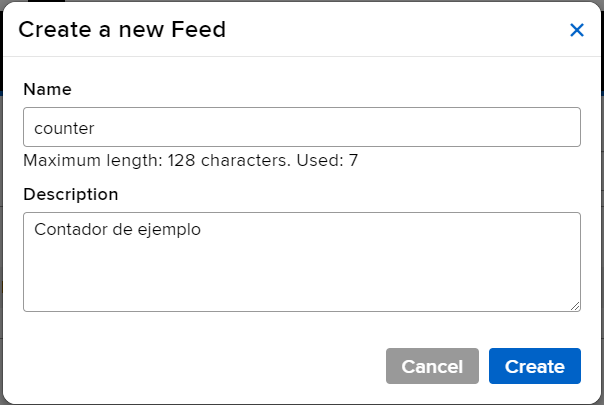 Create a new Feed
Name
counter
Maximum length: 128 characters. Used: 7
Description
Contador de ejemplo
Cancel
Create